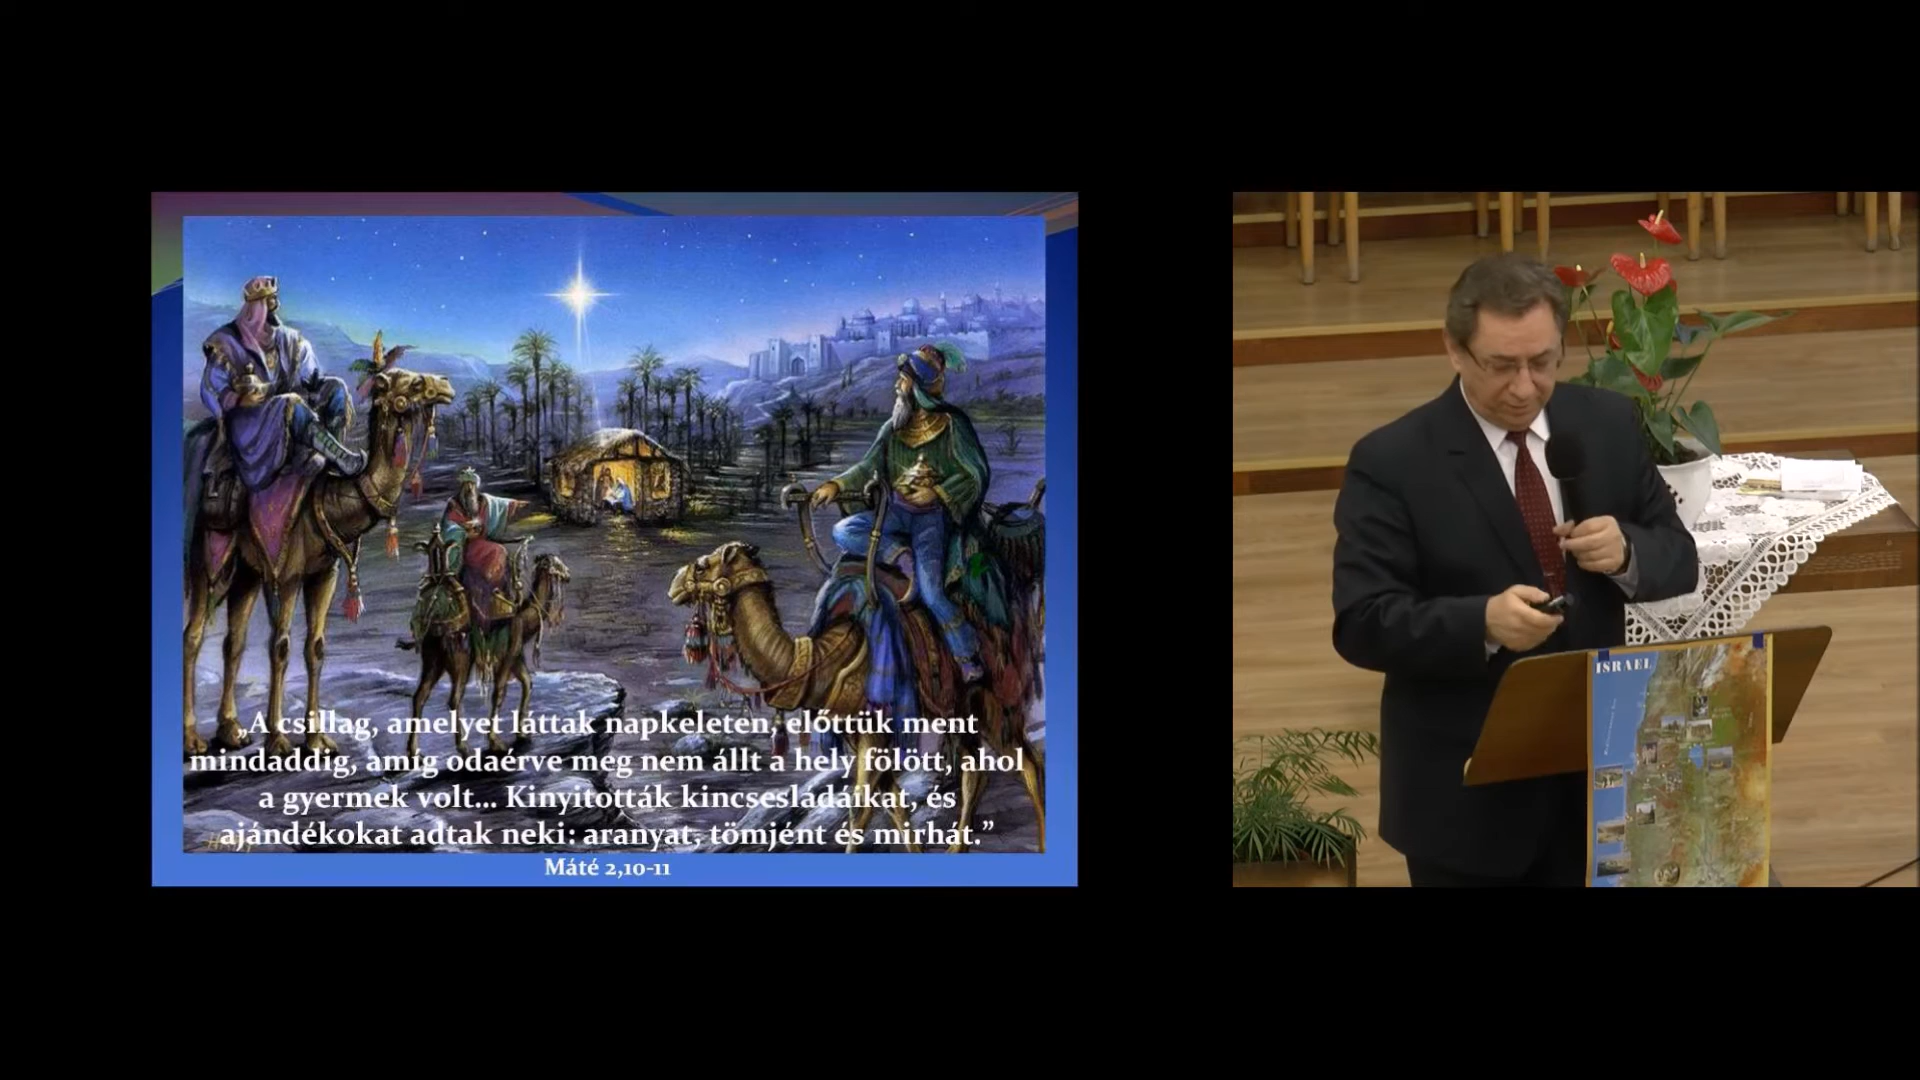 „A csillag, amelyet láttak napkeleten, előttük ment
mindaddig, amíg odaérve meg nem állt a hely fölött, ahol
a gyermek volt... Kinyitották kincsesládáikat, és
ajándékokat adtak neki: aranyat, tömjént és mirhát.”
Máté 2,10-11
ISRAEL